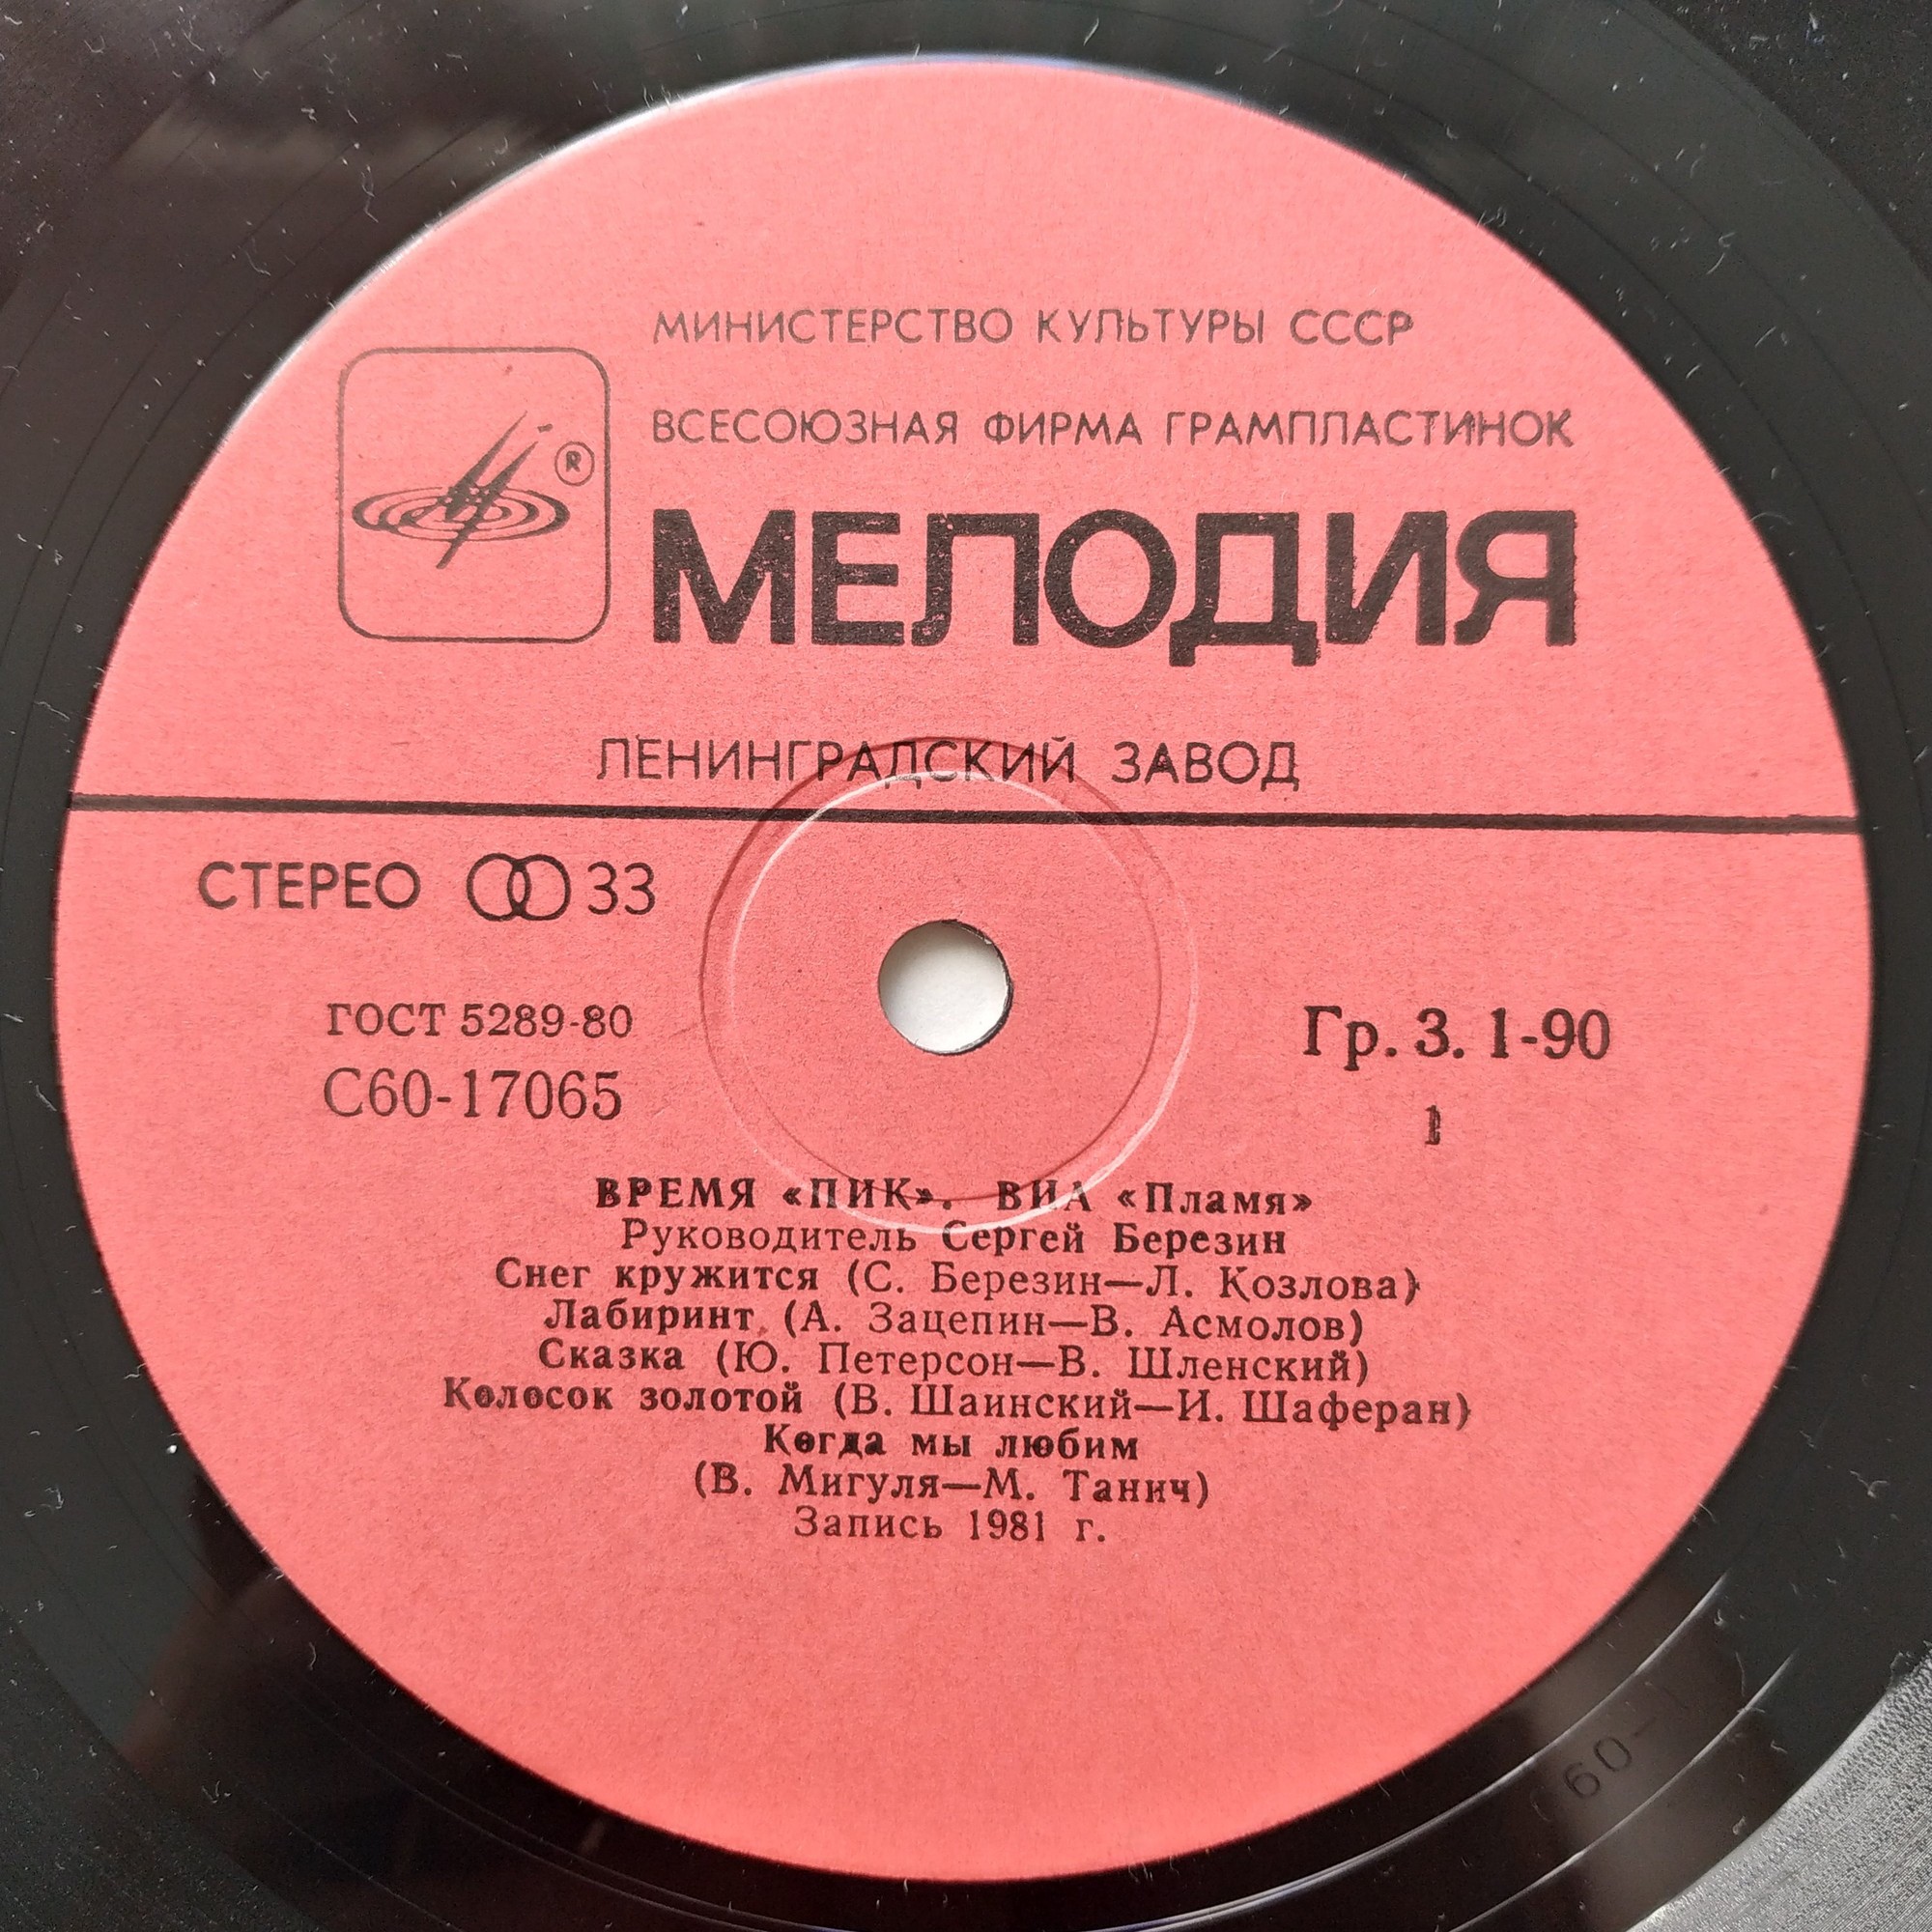 МИНИСТЕРСТВО КУЛЬТУРЫ СССР
ВСЕСОЮЗНАЯ ФИРМА ГРАМПЛАСТИНОК
®
МЕЛОДИЯ
ЛЕНИНГРАДСКИЙ ЗАВОД
СТЕРЕО 33
ГОСТ 5289-80
Гр. 3. 1-90
С60-17065
1
ВРЕМЯ «ПИК». ВИА «Пламя»
Руководитель Сергей Березин
Снег кружится (С. Березин—Л. Козлова)
Лабиринт (А. Зацепин—В. Асмолов)
Сказка (Ю. Петерсон—В. Шленский)
Колосок золотой (В. Шаинский—И. Шаферан)
Когда мы любим
(В. Мигуля—М. Танич)
Запись 1981 г.